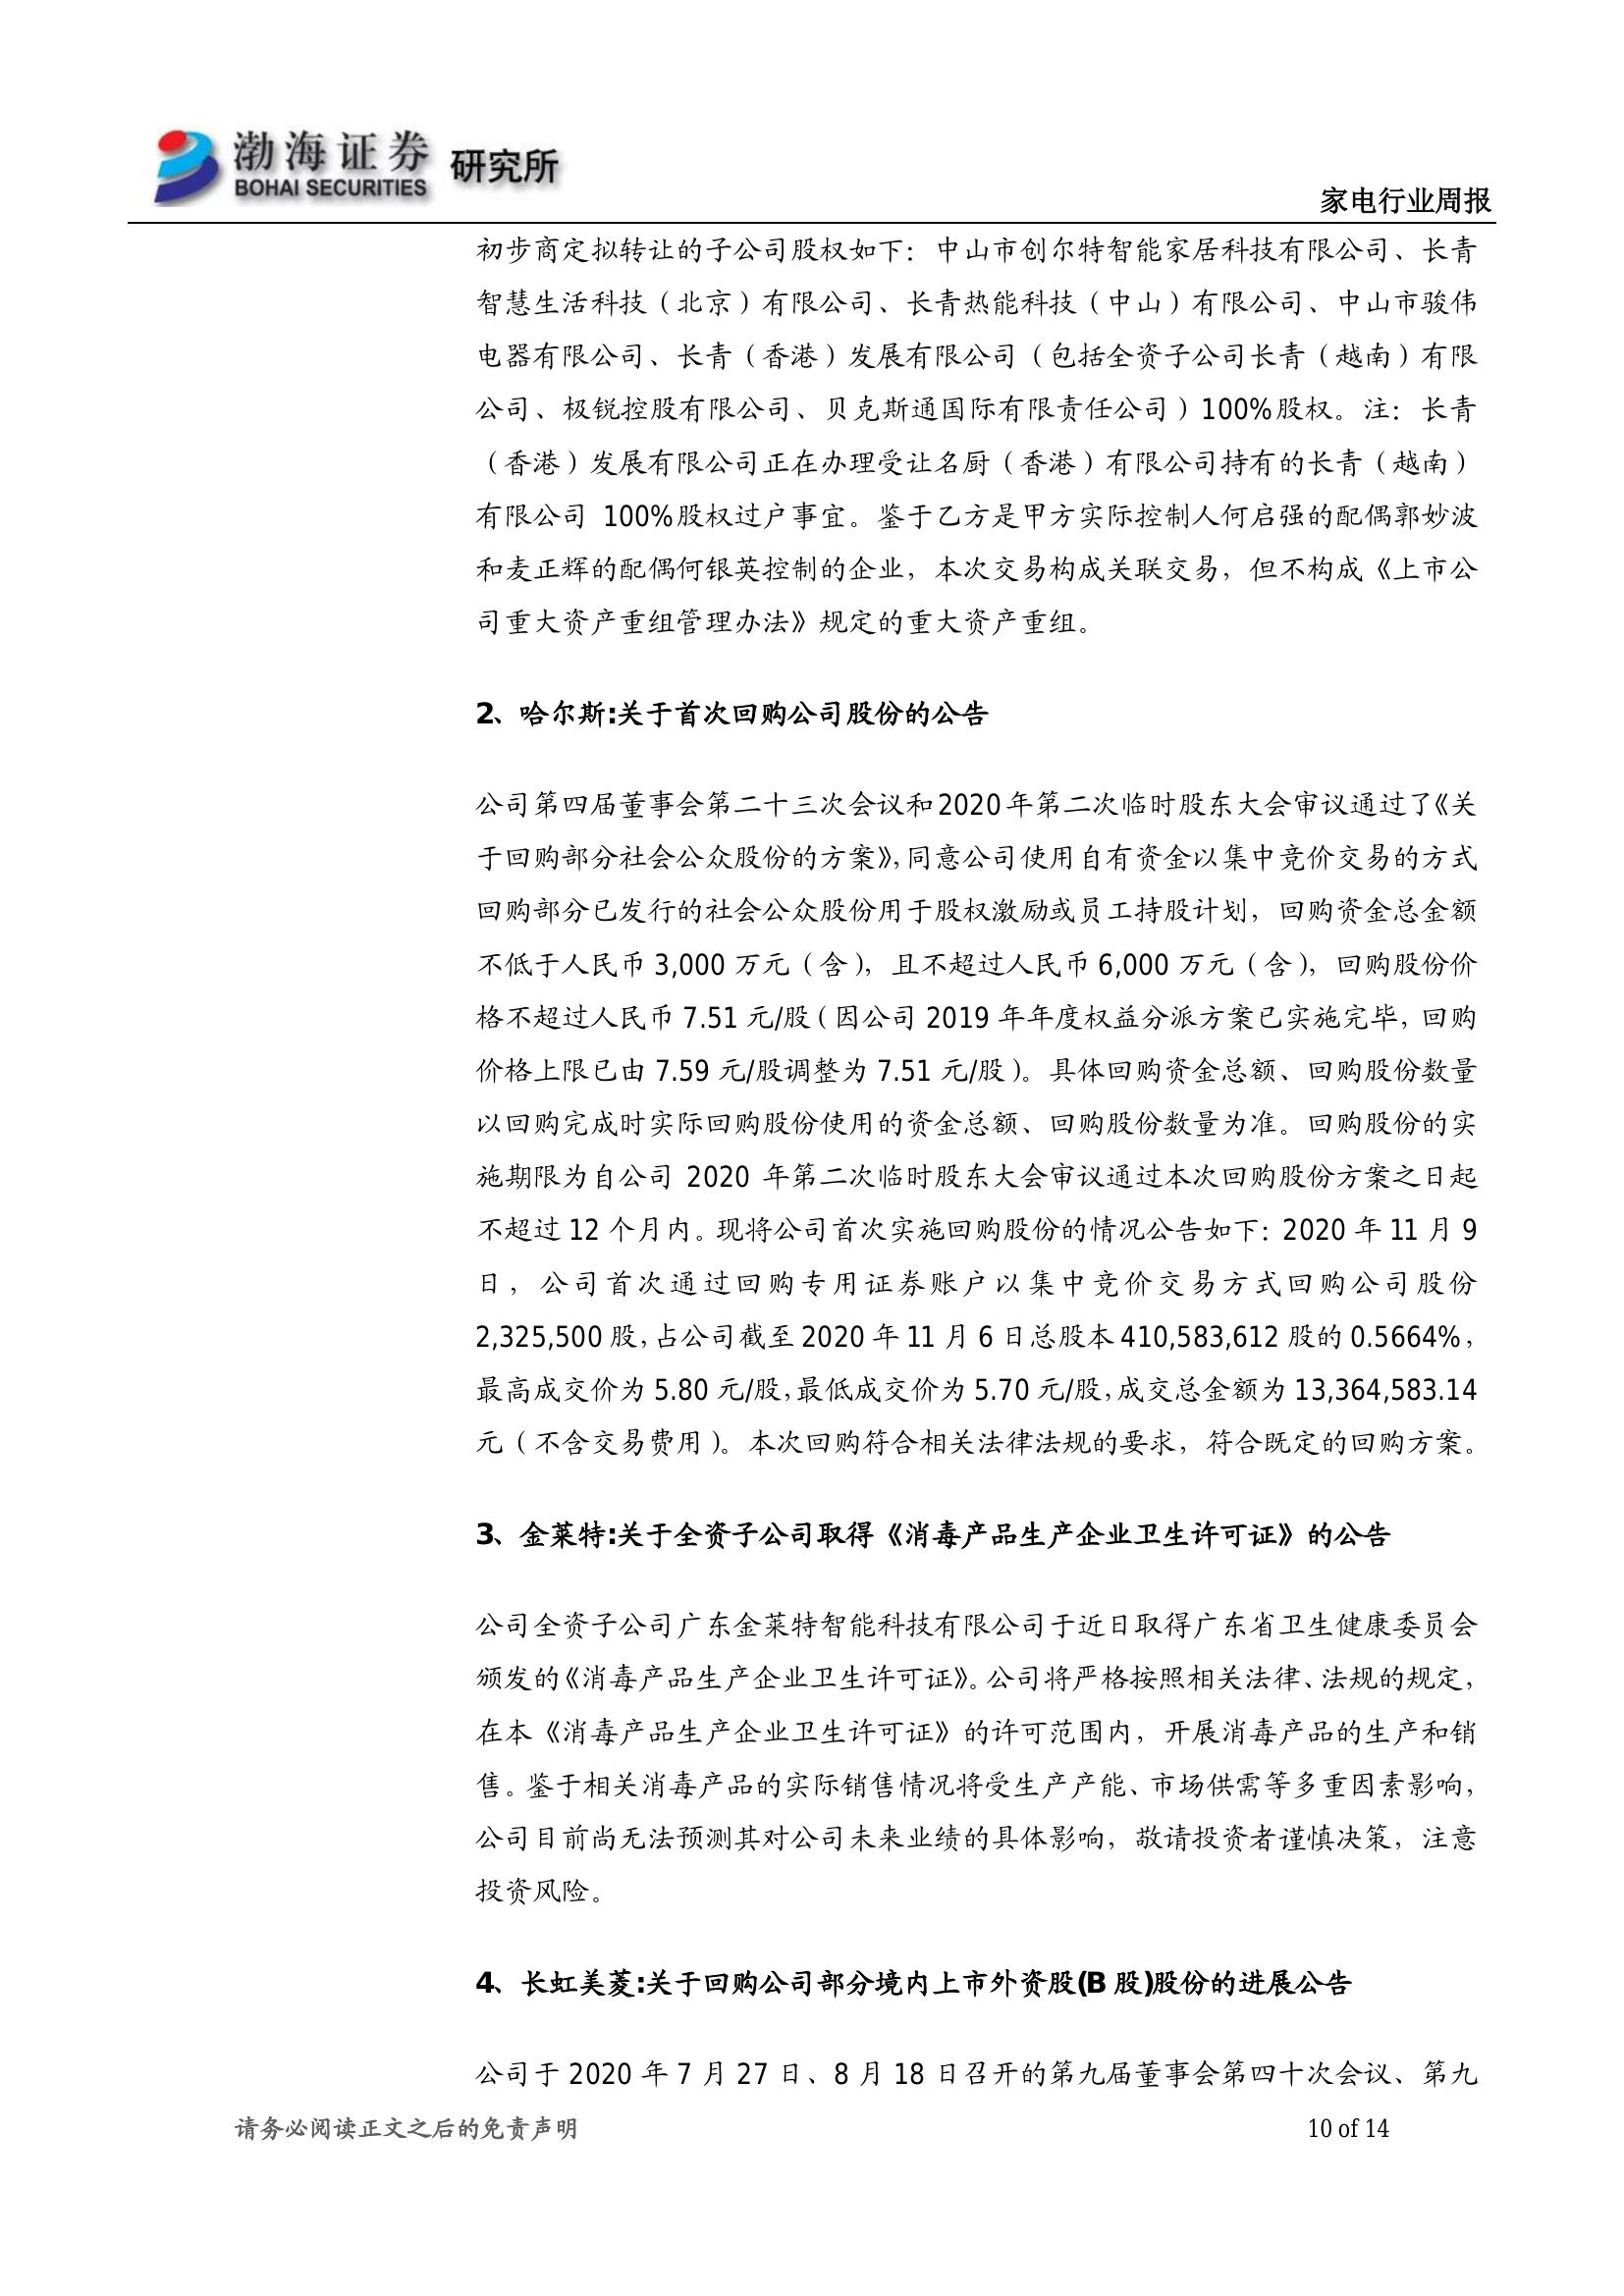 渤海证券 研究所
BOHAI SECURITIES
家电行业周报
初步商定拟转让的子公司股权如下：中山市创尔特智能家居科技有限公司、长青
智慧生活科技（北京）有限公司、长青热能科技（中山）有限公司、中山市骏伟
电器有限公司、长青（香港）发展有限公司（包括全资子公司长青（越南）有限
公司、极锐控股有限公司、贝克斯通国际有限责任公司）100%股权。注：长青
（香港）发展有限公司正在办理受让名厨（香港）有限公司持有的长青（越南）
有限公司 100%股权过户事宜。鉴于乙方是甲方实际控制人何启强的配偶郭妙波
和麦正辉的配偶何银英控制的企业，本次交易构成关联交易，但不构成《上市公
司重大资产重组管理办法》规定的重大资产重组。
2、哈尔斯:关于首次回购公司股份的公告
公司第四届董事会第二十三次会议和2020年第二次临时股东大会审议通过了《关
于回购部分社会公众股份的方案》，同意公司使用自有资金以集中竞价交易的方式
回购部分已发行的社会公众股份用于股权激励或员工持股计划，回购资金总金额
不低于人民币 3,000 万元（含），且不超过人民币 6,000 万元（含），回购股份价
格不超过人民币 7.51 元/股（因公司 2019 年年度权益分派方案已实施完毕，回购
价格上限已由 7.59 元/股调整为 7.51 元/股）。具体回购资金总额、回购股份数量
以回购完成时实际回购股份使用的资金总额、回购股份数量为准。回购股份的实
施期限为自公司 2020 年第二次临时股东大会审议通过本次回购股份方案之日起
不超过 12 个月内。现将公司首次实施回购股份的情况公告如下：2020 年 11 月 9
日，公司首次通过回购专用证券账户以集中竞价交易方式回购公司股份
2,325,500 股，占公司截至 2020 年 11 月 6 日总股本 410,583,612 股的 0.5664%，
最高成交价为 5.80 元/股，最低成交价为 5.70 元/股，成交总金额为 13,364,583.14
元（不含交易费用）。本次回购符合相关法律法规的要求，符合既定的回购方案。
3、金莱特:关于全资子公司取得《消毒产品生产企业卫生许可证》的公告
公司全资子公司广东金莱特智能科技有限公司于近日取得广东省卫生健康委员会
颁发的《消毒产品生产企业卫生许可证》。公司将严格按照相关法律、法规的规定，
在本《消毒产品生产企业卫生许可证》的许可范围内，开展消毒产品的生产和销
售。鉴于相关消毒产品的实际销售情况将受生产产能、市场供需等多重因素影响，
公司目前尚无法预测其对公司未来业绩的具体影响，敬请投资者谨慎决策，注意
投资风险。
4、长虹美菱:关于回购公司部分境内上市外资股(B 股)股份的进展公告
公司于 2020 年 7 月 27 日、8 月 18 日召开的第九届董事会第四十次会议、第九
请务必阅读正文之后的免责声明
10 of 14